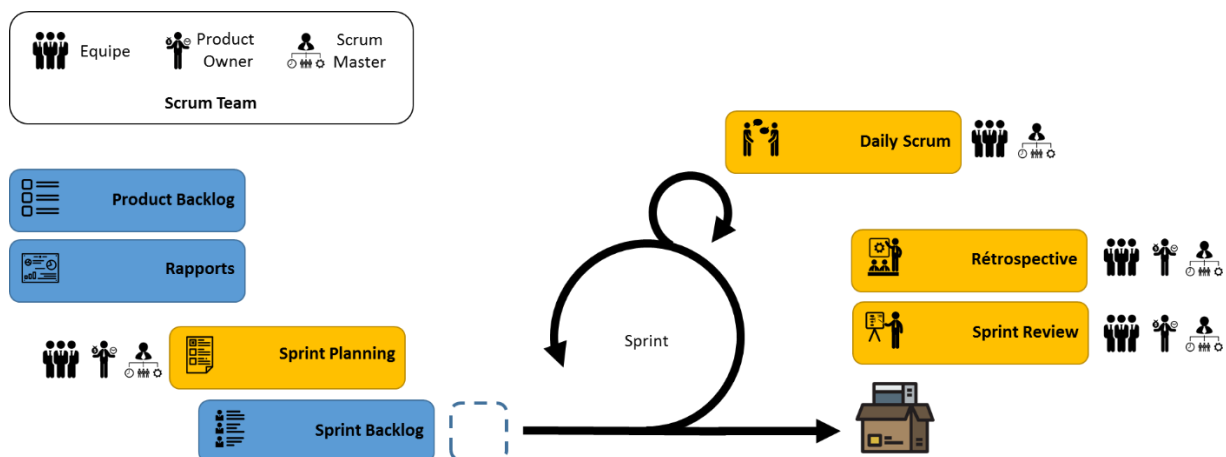 Equipe
Product
Owner
Scrum
Master
Scrum Team
Daily Scrum
Product Backlog
Rapports
Rétrospective
Sprint Planning
Sprint
Sprint Review
Sprint Backlog